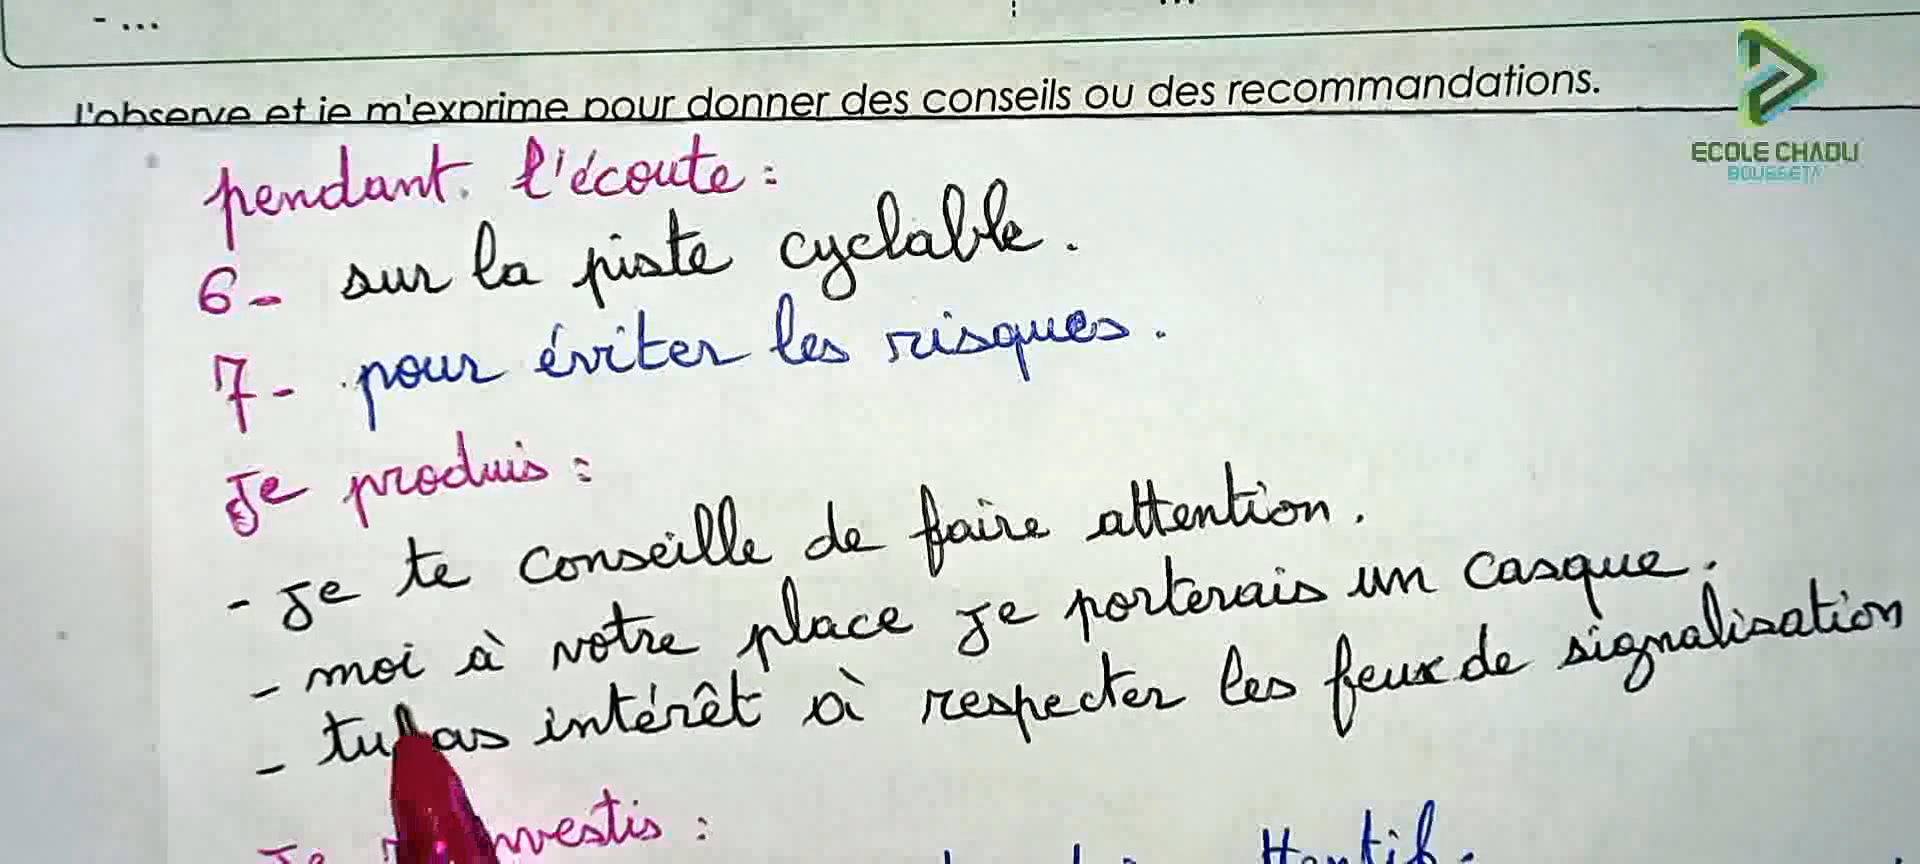 - ...
...
J'observe et je m'exprime pour donner des conseils ou des recommandations.
ECOLE CHADLI
BOUSSETA
pendant l'écoute :
6- sur la piste cyclable.
7- pour éviter les risques.
Je produis :
- Je te conseille de faire attention.
- moi à votre place je porterais un casque.
- tu as intérêt à respecter les feux de signalisation
Je